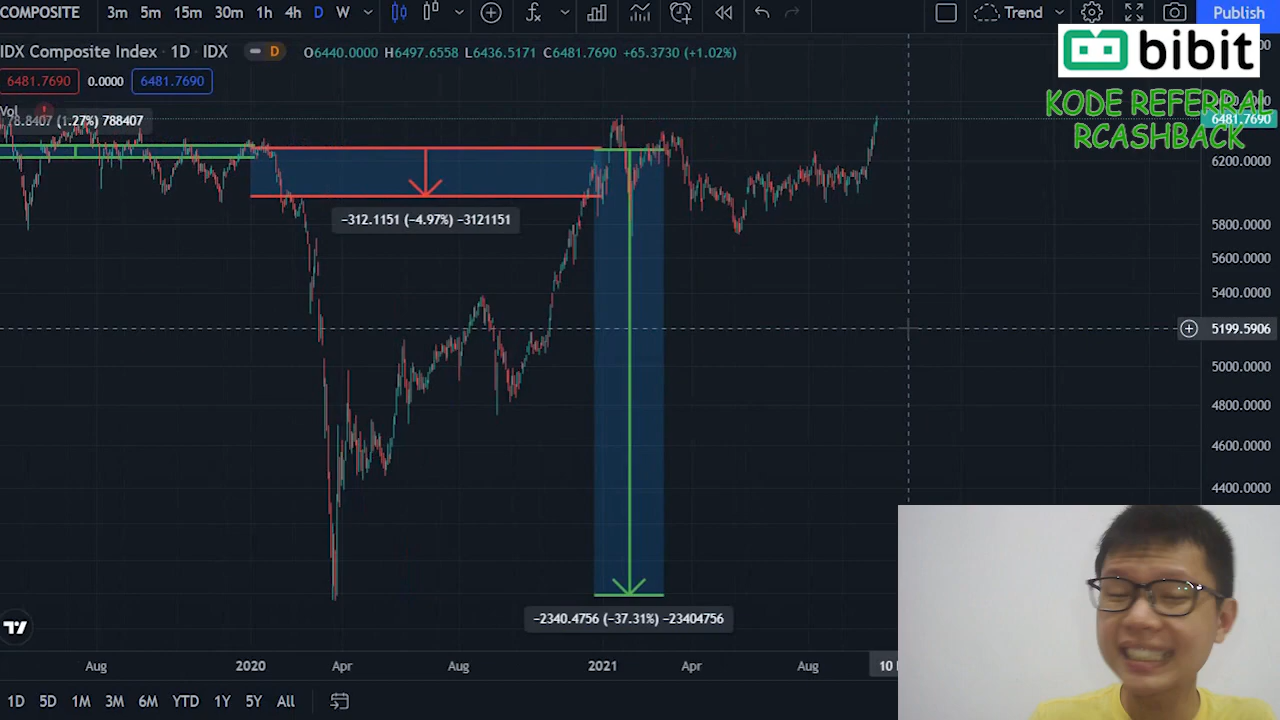 COMPOSITE 3m 5m 15m 30m 1h 4h D W Trend Publish
IDX Composite Index · 1D · IDX D O6440.0000 H6497.6558 L6436.5171 C6481.7690 +65.3730 (+1.02%)
bibit
6481.7690 0.0000 6481.7690
KODE REFERRAL
RCASHBACK
Vol
78.8407 (1.27%) 788407
6481.7690
6200.0000
−312.1151 (−4.97%) −3121151
5800.0000
5600.0000
5400.0000
5199.5906
5000.0000
4800.0000
4600.0000
4400.0000
−2340.4756 (−37.31%) −23404756
Aug 2020 Apr Aug 2021 Apr Aug 10
1D 5D 1M 3M 6M YTD 1Y 5Y All